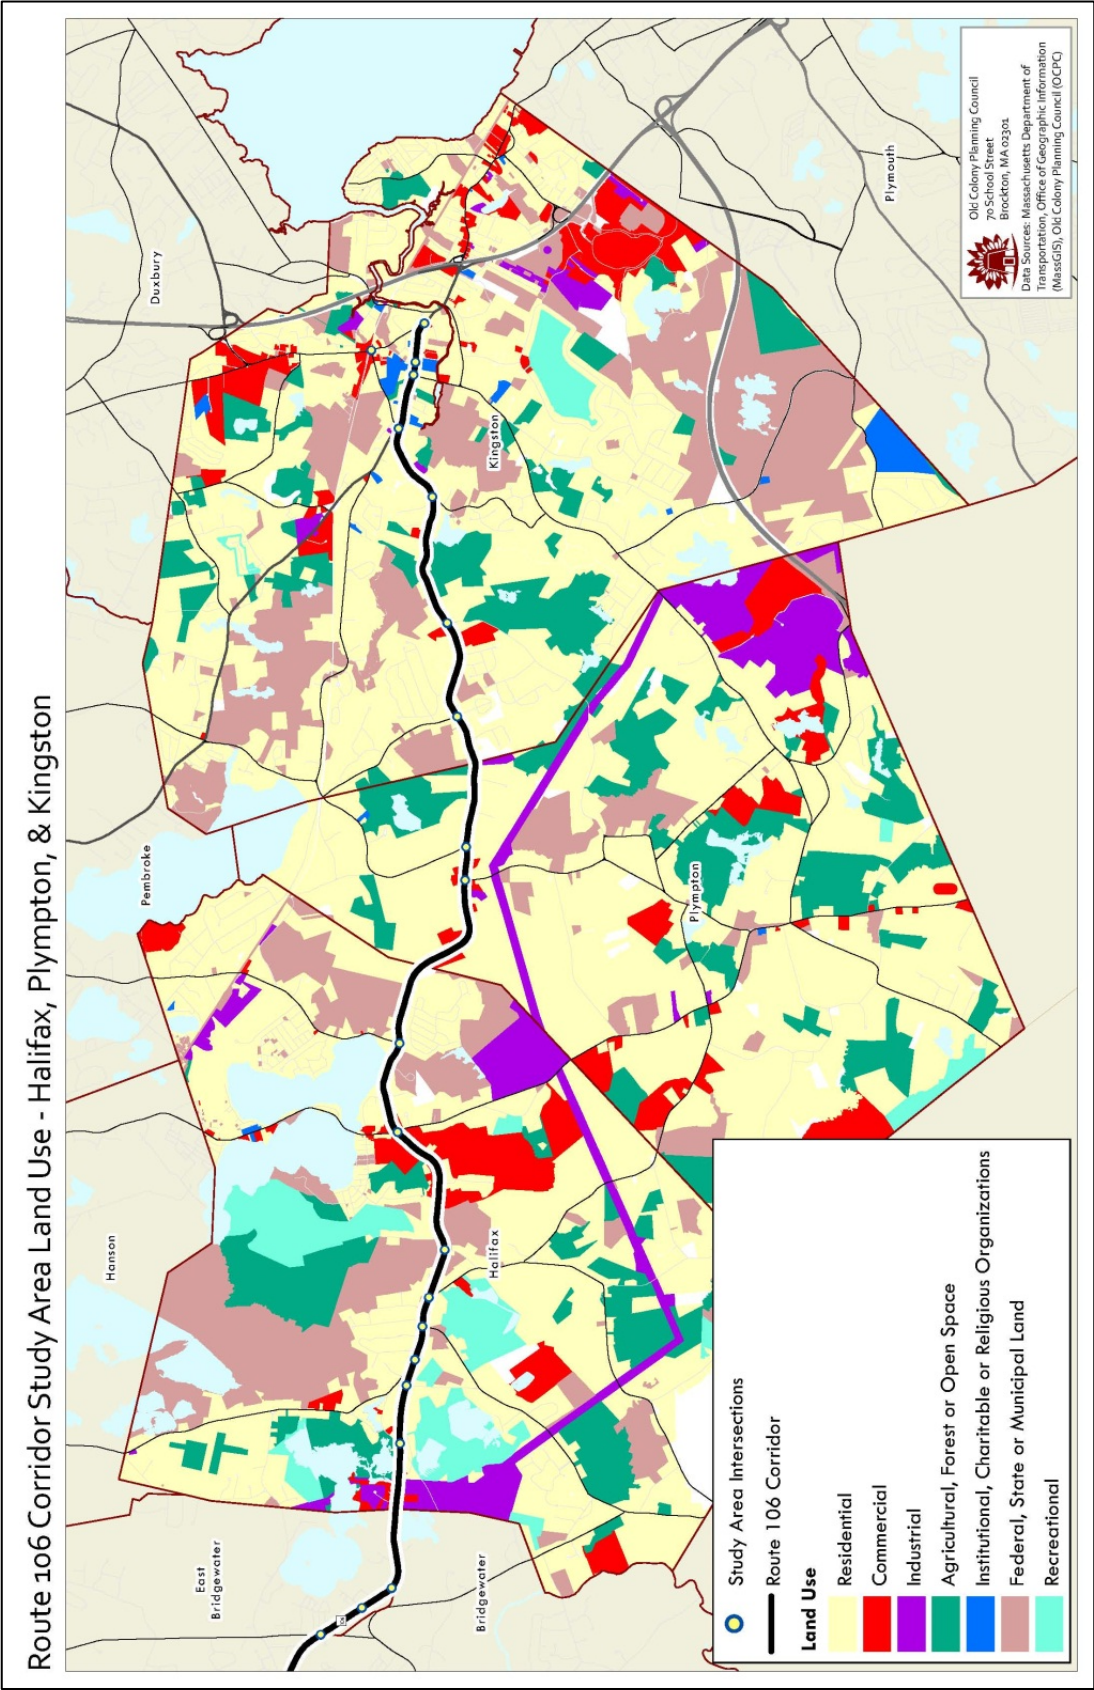 Route 106 Corridor Study Area Land Use - Halifax, Plympton, & Kingston
East
Bridgewater
Bridgewater
Hanson
Halifax
Pembroke
Plympton
Kingston
Duxbury
Plymouth
Study Area Intersections
Route 106 Corridor
Land Use
Residential
Commercial
Industrial
Agricultural, Forest or Open Space
Institutional, Charitable or Religious Organizations
Federal, State or Municipal Land
Recreational
Old Colony Planning Council
70 School Street
Brockton, MA 02301
Data Sources: Massachusetts Department of
Transportation, Office of Geographic Information
(MassGIS), Old Colony Planning Council (OCPC)